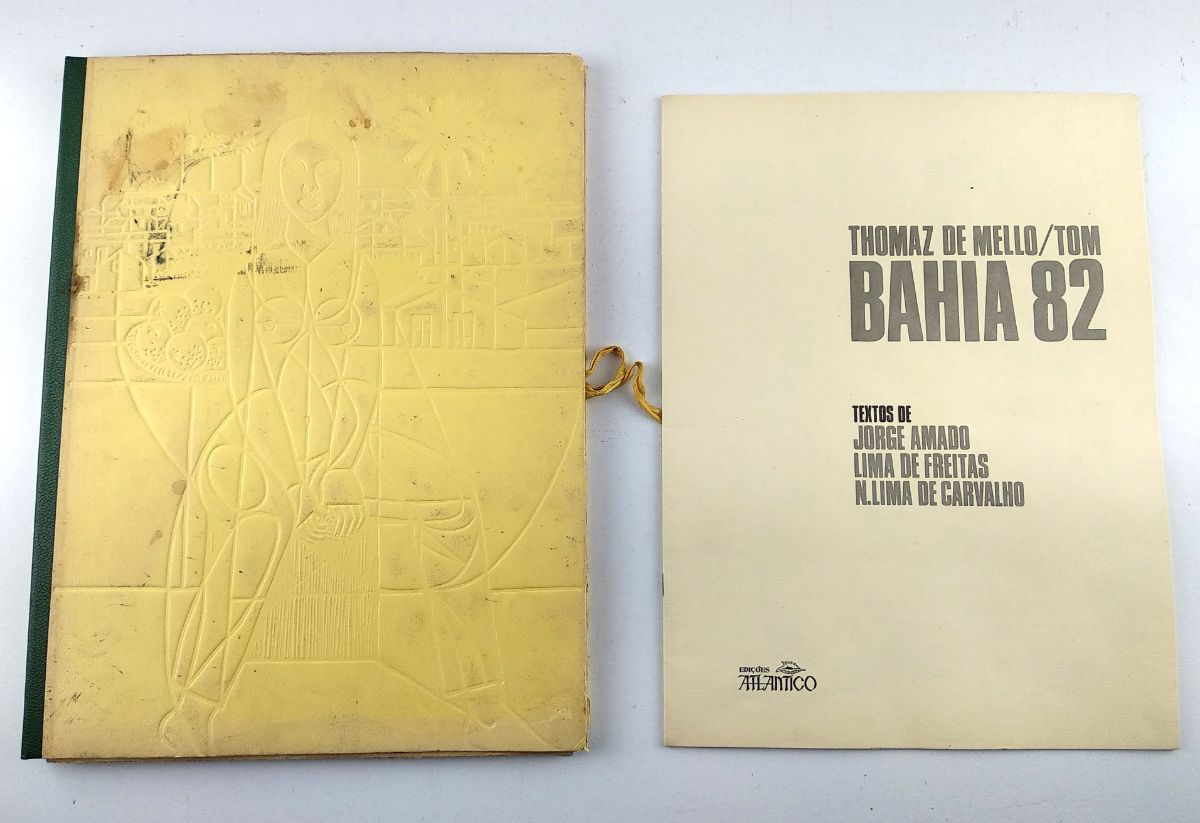 THOMAZ DE MELLO/TOM
BAHIA 82
TEXTOS DE
JORGE AMADO
LIMA DE FREITAS
N.LIMA DE CARVALHO
EDIÇÕES
ATLANTICO